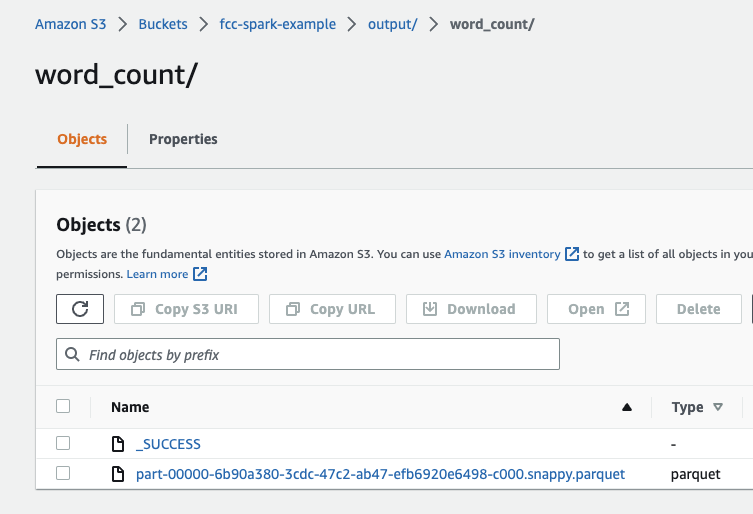 Amazon S3 > Buckets > fcc-spark-example > output/ > word_count/
word_count/
Objects Properties
Objects (2)
Objects are the fundamental entities stored in Amazon S3. You can use Amazon S3 inventory to get a list of all objects in you
permissions. Learn more
Copy S3 URI Copy URL Download Open Delete
Find objects by prefix
Name Type
_SUCCESS -
part-00000-6b90a380-3cdc-47c2-ab47-efb6920e6498-c000.snappy.parquet parquet